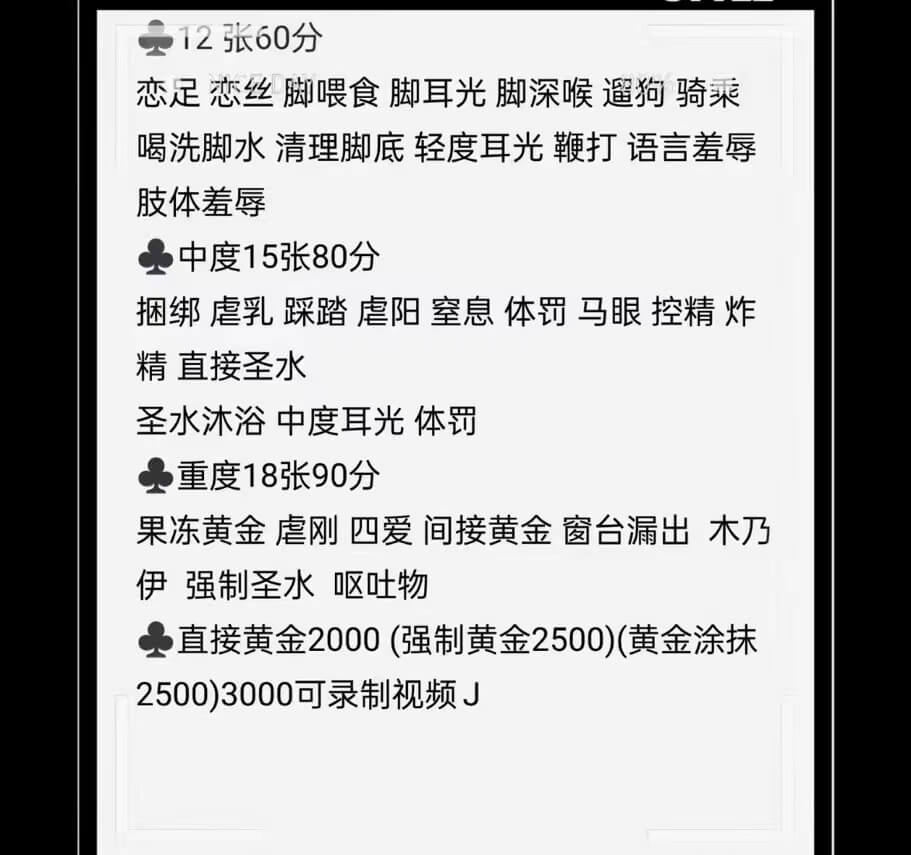 ♣12 张60分
恋足 恋丝 脚喂食 脚耳光 脚深喉 遛狗 骑乘
喝洗脚水 清理脚底 轻度耳光 鞭打 语言羞辱
肢体羞辱
♣中度15张80分
捆绑 虐乳 踩踏 虐阳 窒息 体罚 马眼 控精 炸
精 直接圣水
圣水沐浴 中度耳光 体罚
♣重度18张90分
果冻黄金 虐刚 四爱 间接黄金 窗台漏出 木乃
伊 强制圣水 呕吐物
♣直接黄金2000 (强制黄金2500)(黄金涂抹
2500)3000可录制视频J